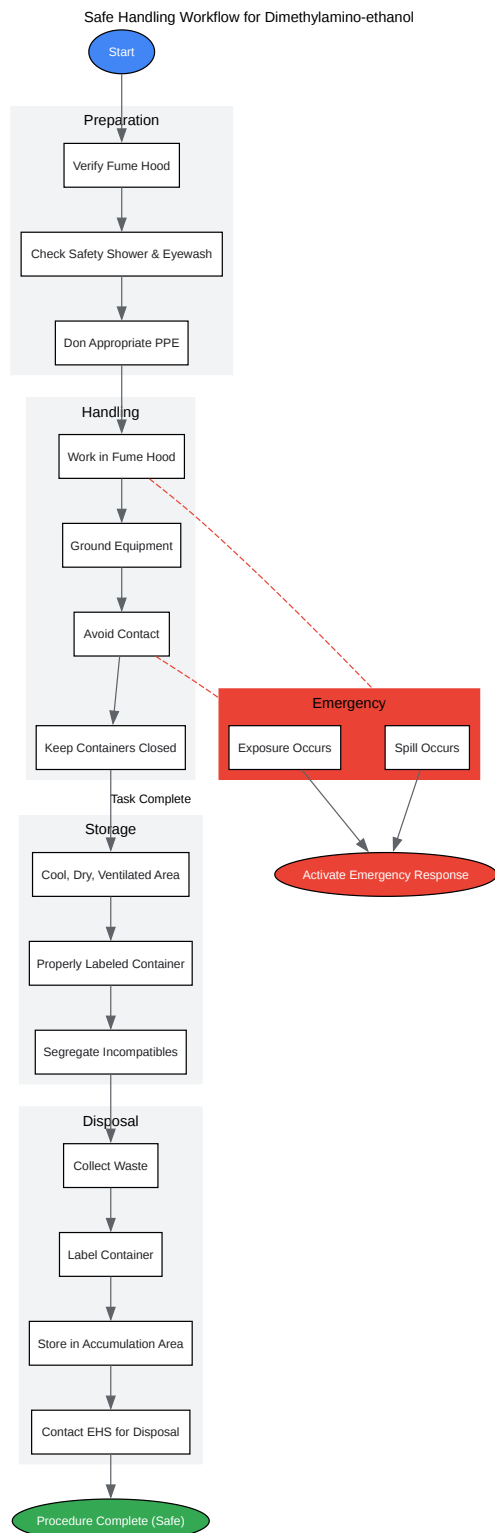 Safe Handling Workflow for Dimethylamino-ethanol
Start
Preparation
Verify Fume Hood
Check Safety Shower & Eyewash
Don Appropriate PPE
Handling
Work in Fume Hood
Ground Equipment
Avoid Contact
Keep Containers Closed
Emergency
Exposure Occurs
Spill Occurs
Activate Emergency Response
Task Complete
Storage
Cool, Dry, Ventilated Area
Properly Labeled Container
Segregate Incompatibles
Disposal
Collect Waste
Label Container
Store in Accumulation Area
Contact EHS for Disposal
Procedure Complete (Safe)